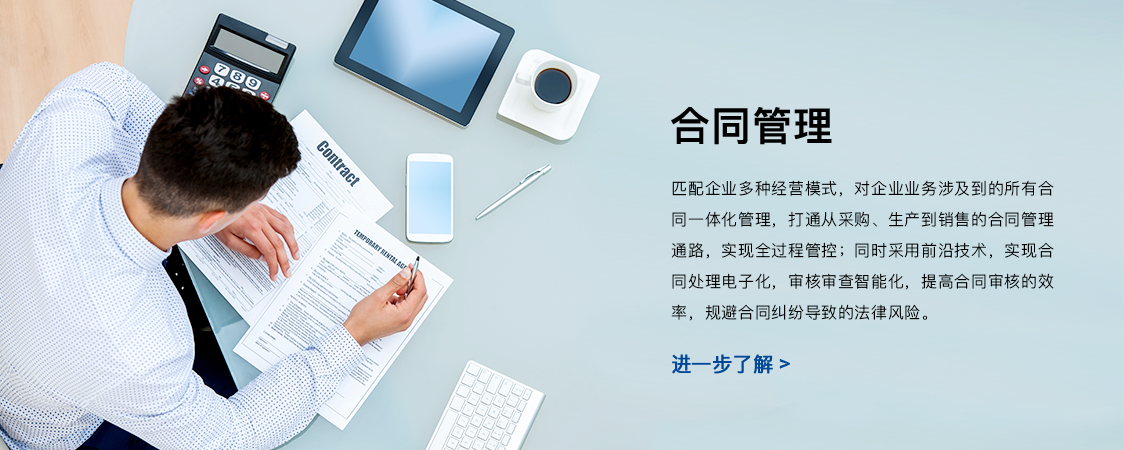 Contract
TEMPORARY RENTAL
7 8 9
合同管理
匹配企业多种经营模式，对企业业务涉及到的所有合
同一体化管理，打通从采购、生产到销售的合同管理
通路，实现全过程管控；同时采用前沿技术，实现合
同处理电子化，审核审查智能化，提高合同审核的效
率，规避合同纠纷导致的法律风险。
进一步了解 >